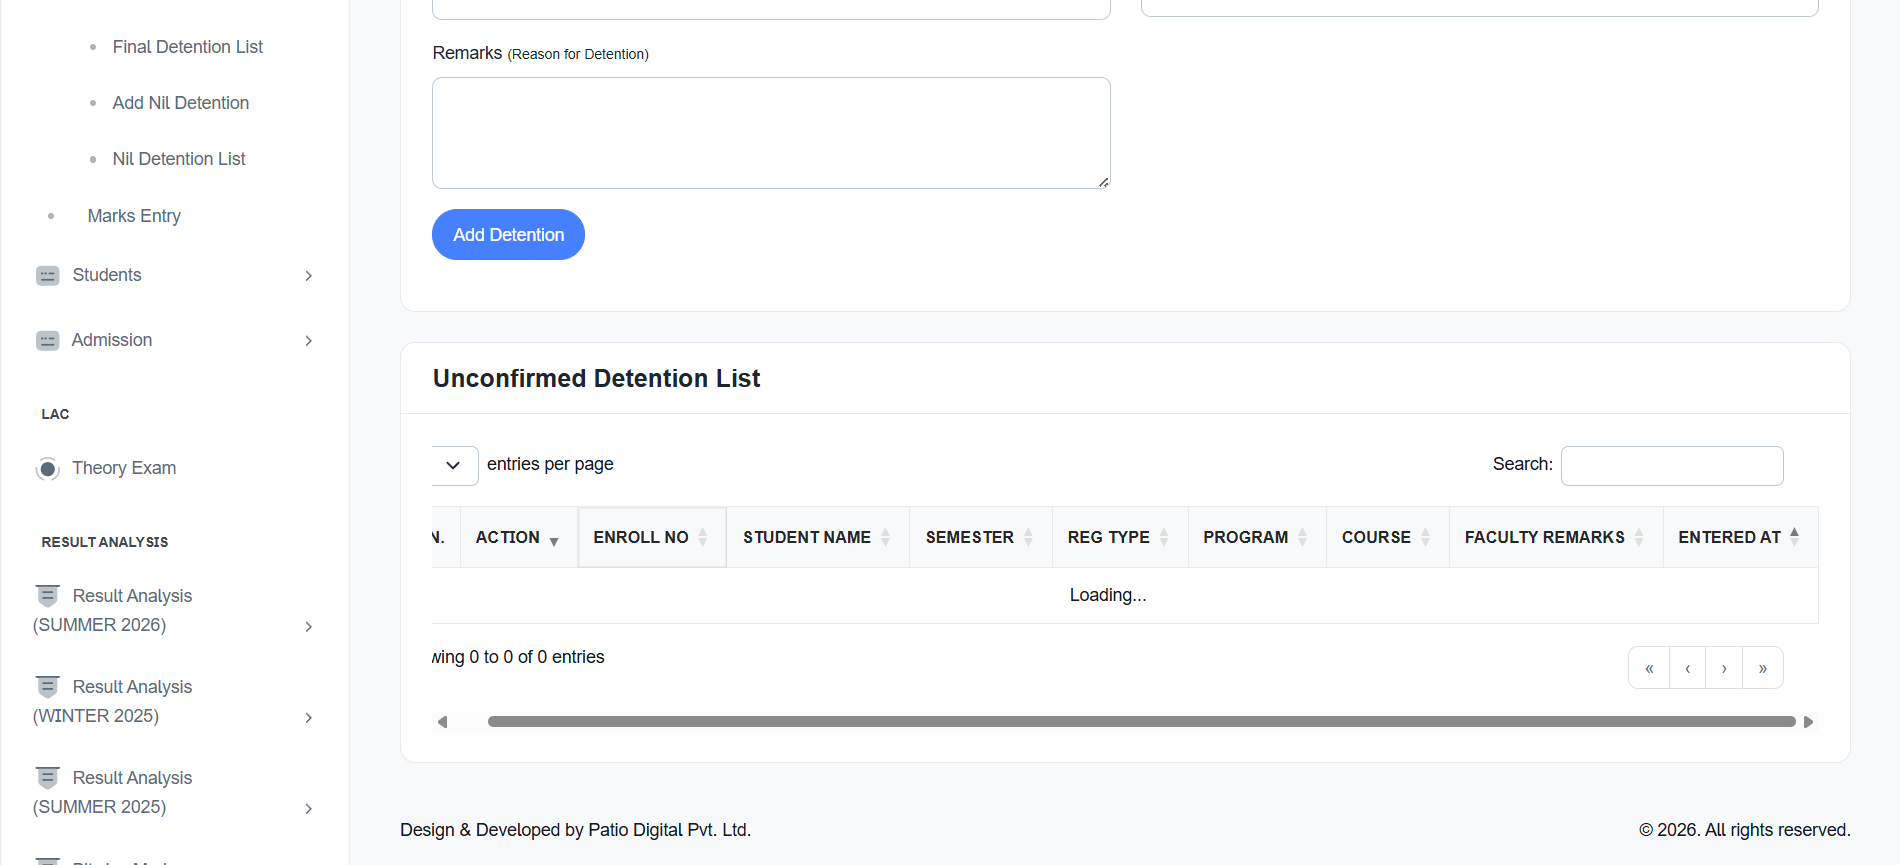 Final Detention List
Add Nil Detention
Nil Detention List
Marks Entry
Students
Admission
LAC
Theory Exam
RESULT ANALYSIS
Result Analysis
(SUMMER 2026)
Result Analysis
(WINTER 2025)
Result Analysis
(SUMMER 2025)
Remarks (Reason for Detention)
Add Detention
Unconfirmed Detention List
entries per page
Search:
N. ACTION ENROLL NO STUDENT NAME SEMESTER REG TYPE PROGRAM COURSE FACULTY REMARKS ENTERED AT
Loading...
wing 0 to 0 of 0 entries
« ‹ › »
Design & Developed by Patio Digital Pvt. Ltd.
© 2026. All rights reserved.